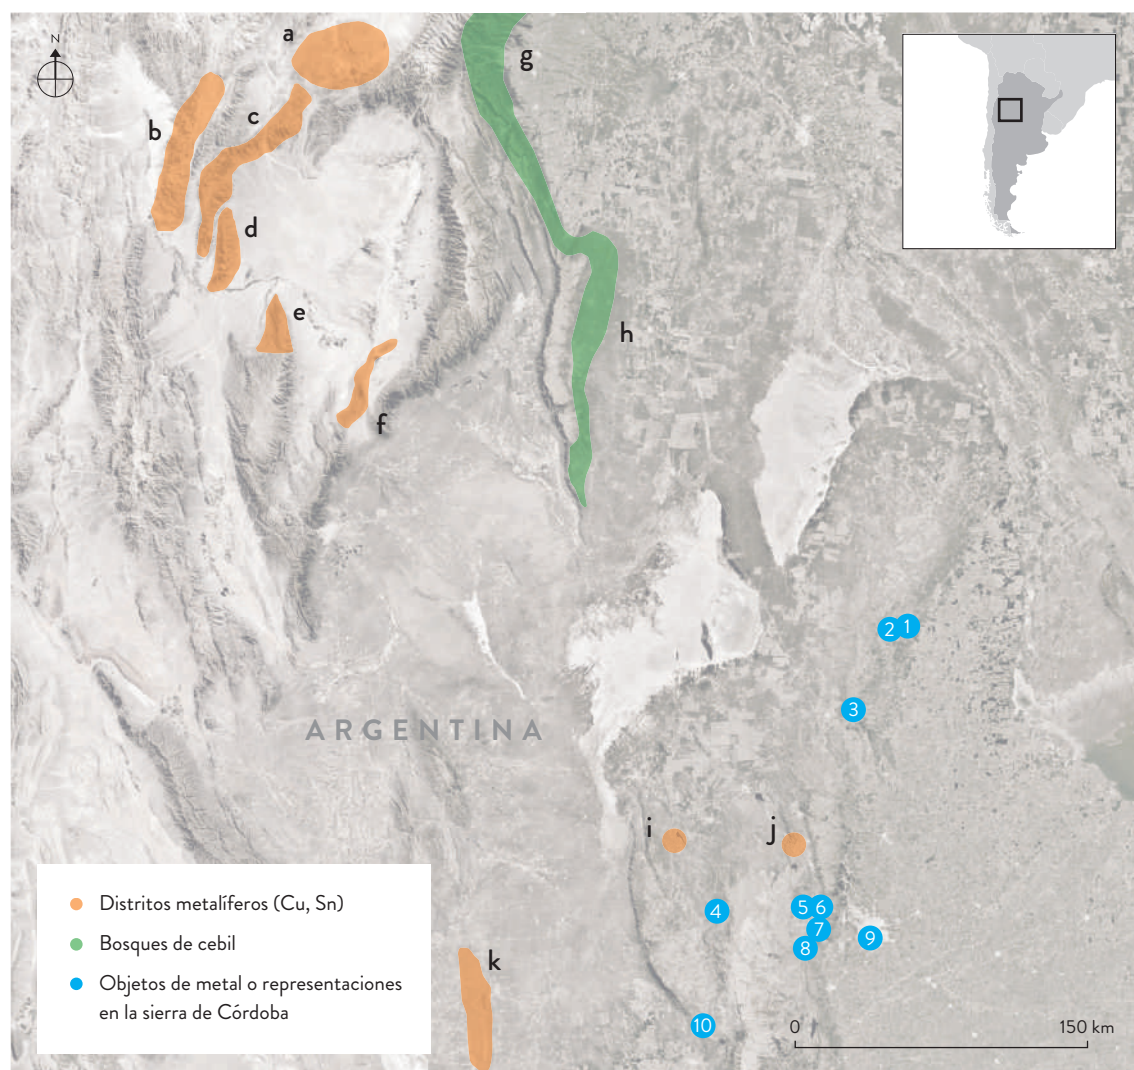 N
a
b
c
d
e
f
g
h
ARGENTINA
1
2
3
i
j
4
5
6
7
8
9
10
k
Distritos metalíferos (Cu, Sn)
Bosques de cebil
Objetos de metal o representaciones
en la sierra de Córdoba
0
150 km